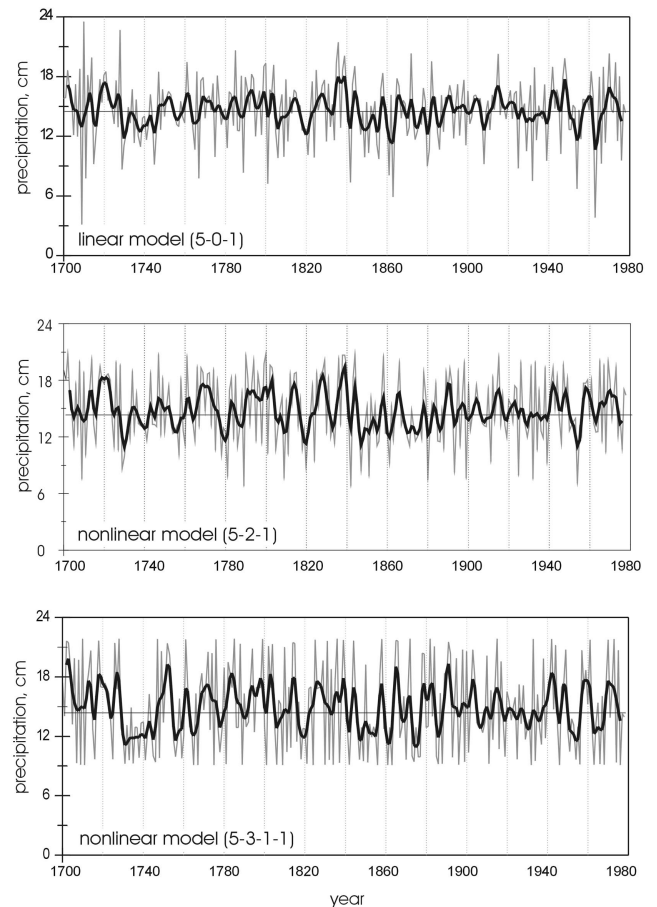 24
18
12
6
0
precipitation, cm
linear model (5-0-1)
1700 1740 1780 1820 1860 1900 1940 1980
24
18
12
6
0
precipitation, cm
nonlinear model (5-2-1)
1700 1740 1780 1820 1860 1900 1940 1980
24
18
12
6
0
precipitation, cm
nonlinear model (5-3-1-1)
1700 1740 1780 1820 1860 1900 1940 1980
year